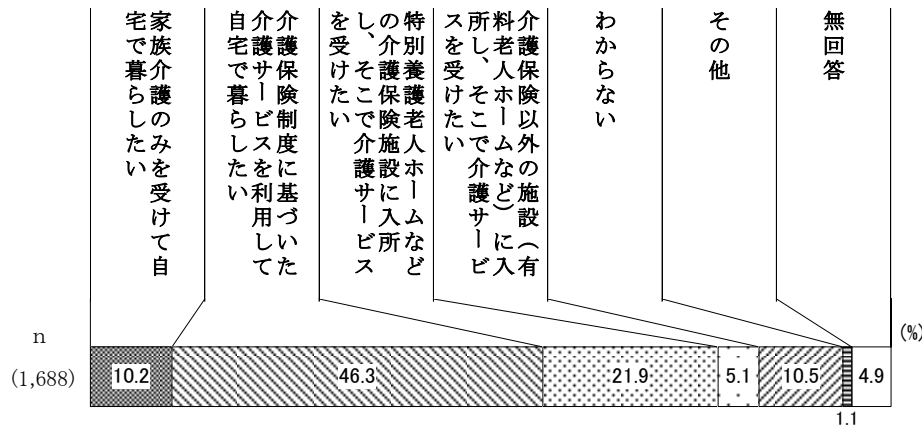 家族介護のみを受けて自
宅で暮らしたい
介護保険制度に基づいた
介護サービスを利用して
自宅で暮らしたい
特別養護老人ホームなど
の介護保険施設に入所
し、そこで介護サービス
を受けたい
介護保険以外の施設（有
料老人ホームなど）に入
所し、そこで介護サービ
スを受けたい
わからない
その他
無回答
(%)
n
(1,688)
10.2
46.3
21.9
5.1
10.5
1.1
4.9